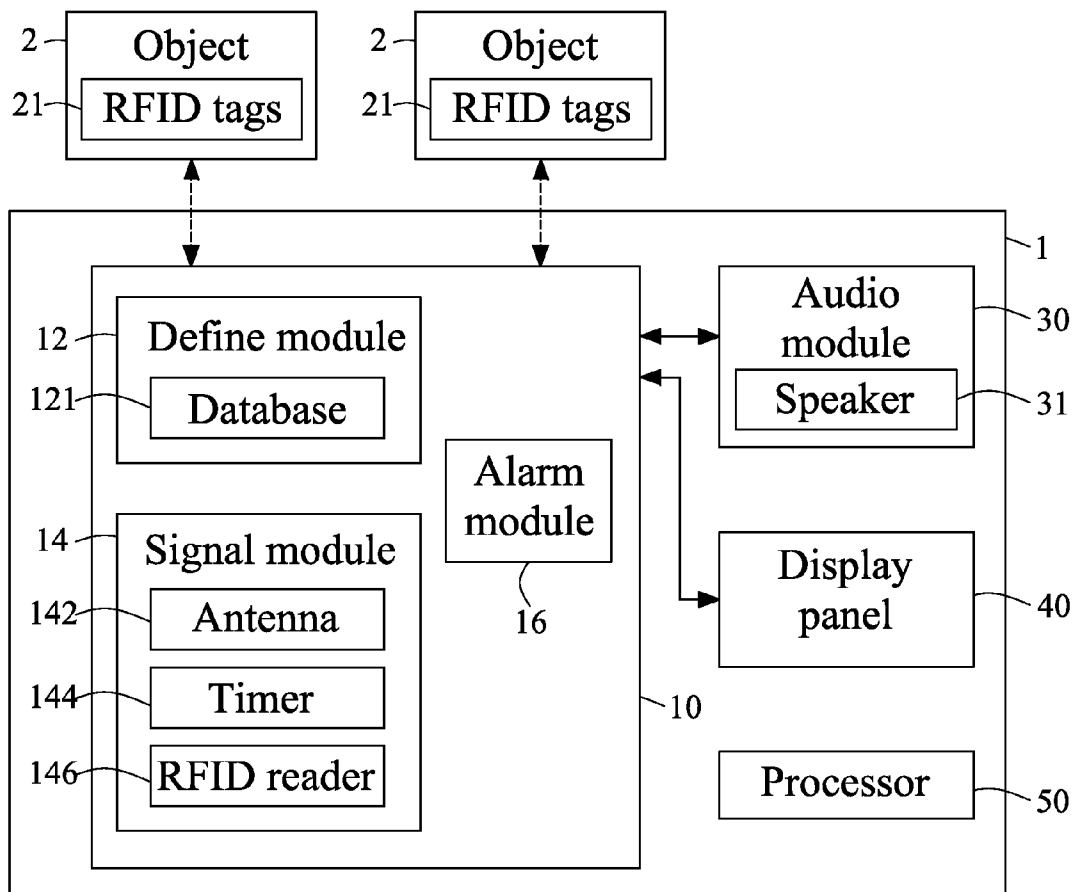 2
Object
21
RFID tags
2
Object
21
RFID tags
1
12
Define module
121
Database
Audio
module
30
Speaker
31
Alarm
module
16
14
Signal module
142
Antenna
144
Timer
146
RFID reader
Display
panel
40
10
Processor
50